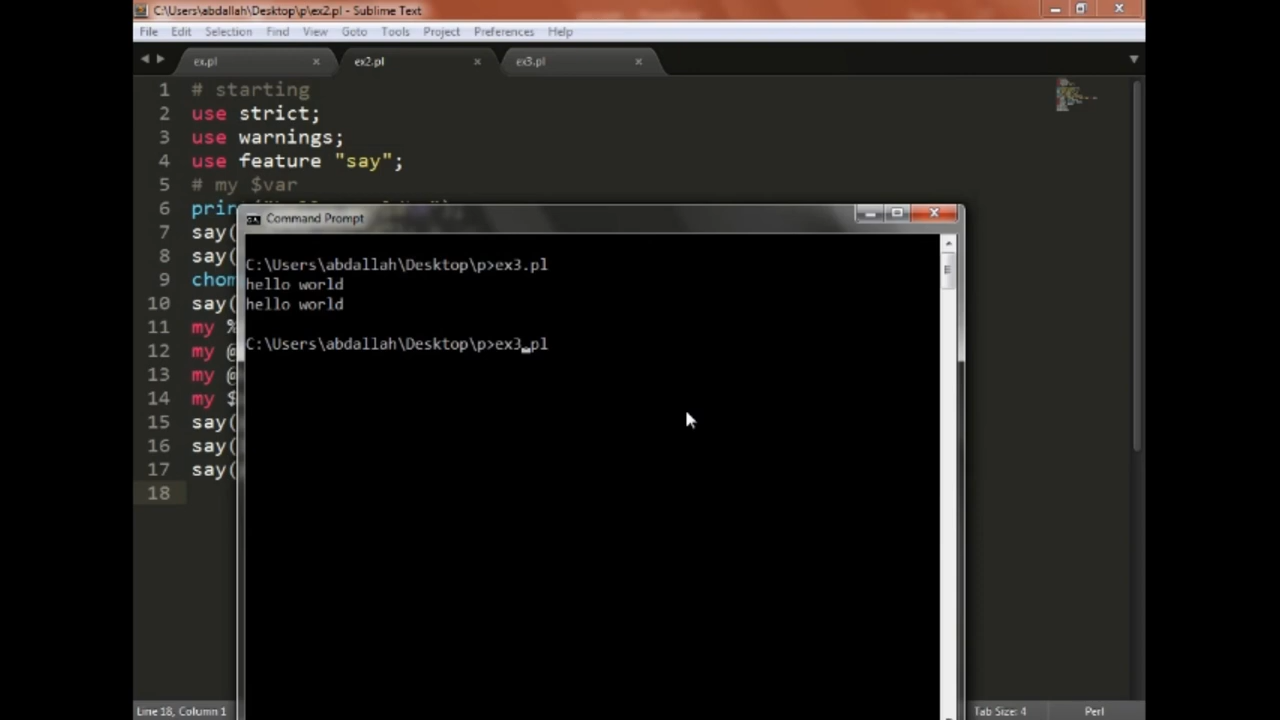 C:\Users\abdallah\Desktop\p\ex2.pl - Sublime Text
File Edit Selection Find View Goto Tools Project Preferences Help
ex.pl ex2.pl ex3.pl
1 # starting
2 use strict;
3 use warnings;
4 use feature "say";
5 # my $var
6 prin
7 say(
8 say(
9 chom
10 say(
11 my %
12 my @
13 my @
14 my $
15 say(
16 say(
17 say(
18
Command Prompt
C:\Users\abdallah\Desktop\p>ex3.pl
hello world
hello world
C:\Users\abdallah\Desktop\p>ex3.pl
Line 18, Column 1
Tab Size: 4 Perl